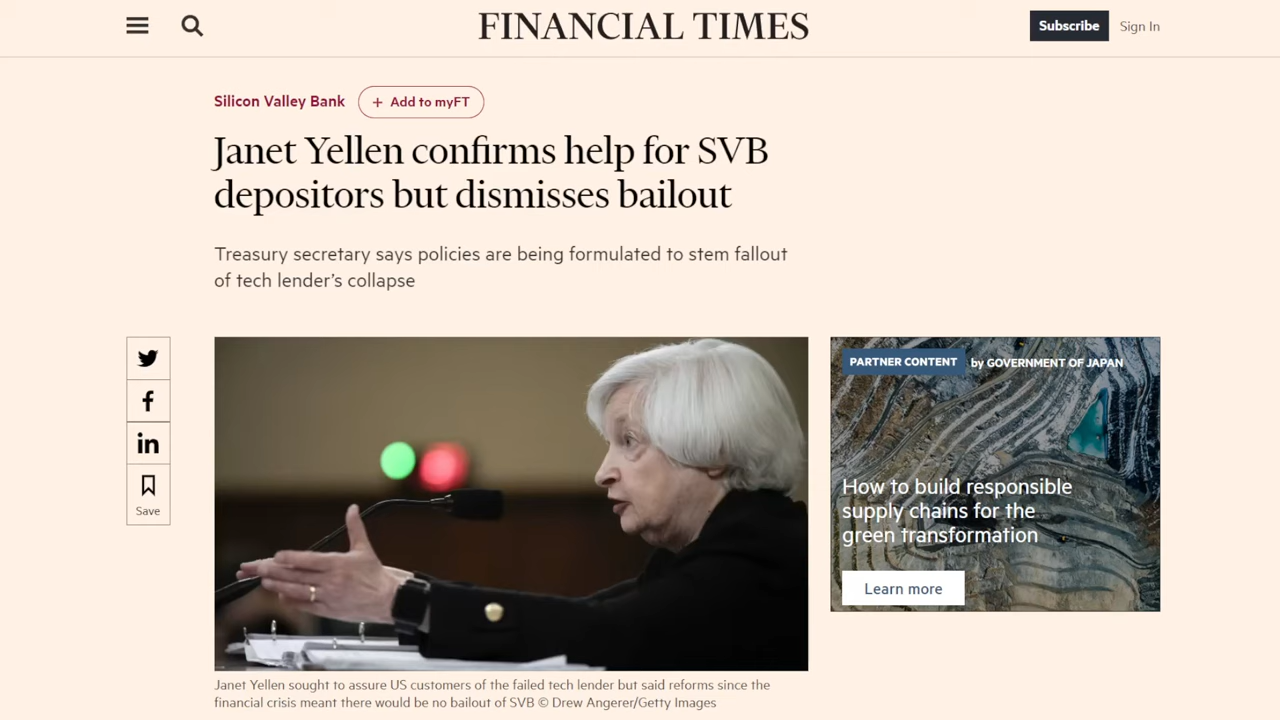 FINANCIAL TIMES
Subscribe
Sign In
Silicon Valley Bank
+ Add to myFT
Janet Yellen confirms help for SVB
depositors but dismisses bailout
Treasury secretary says policies are being formulated to stem fallout
of tech lender’s collapse
Save
PARTNER CONTENT by GOVERNMENT OF JAPAN
How to build responsible
supply chains for the
green transformation
Learn more
Janet Yellen sought to assure US customers of the failed tech lender but said reforms since the
financial crisis meant there would be no bailout of SVB © Drew Angerer/Getty Images